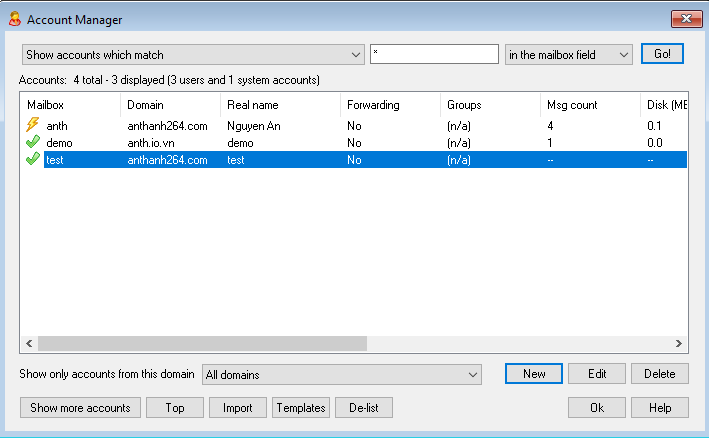 Account Manager
Show accounts which match * in the mailbox field Go!
Accounts: 4 total - 3 displayed (3 users and 1 system accounts)
Mailbox Domain Real name Forwarding Groups Msg count Disk (ME
anth anthanh264.com Nguyen An No (n/a) 4 0.1
demo anth.io.vn demo No (n/a) 1 0.0
test anthanh264.com test No (n/a) -- --
Show only accounts from this domain All domains New Edit Delete
Show more accounts Top Import Templates De-list Ok Help